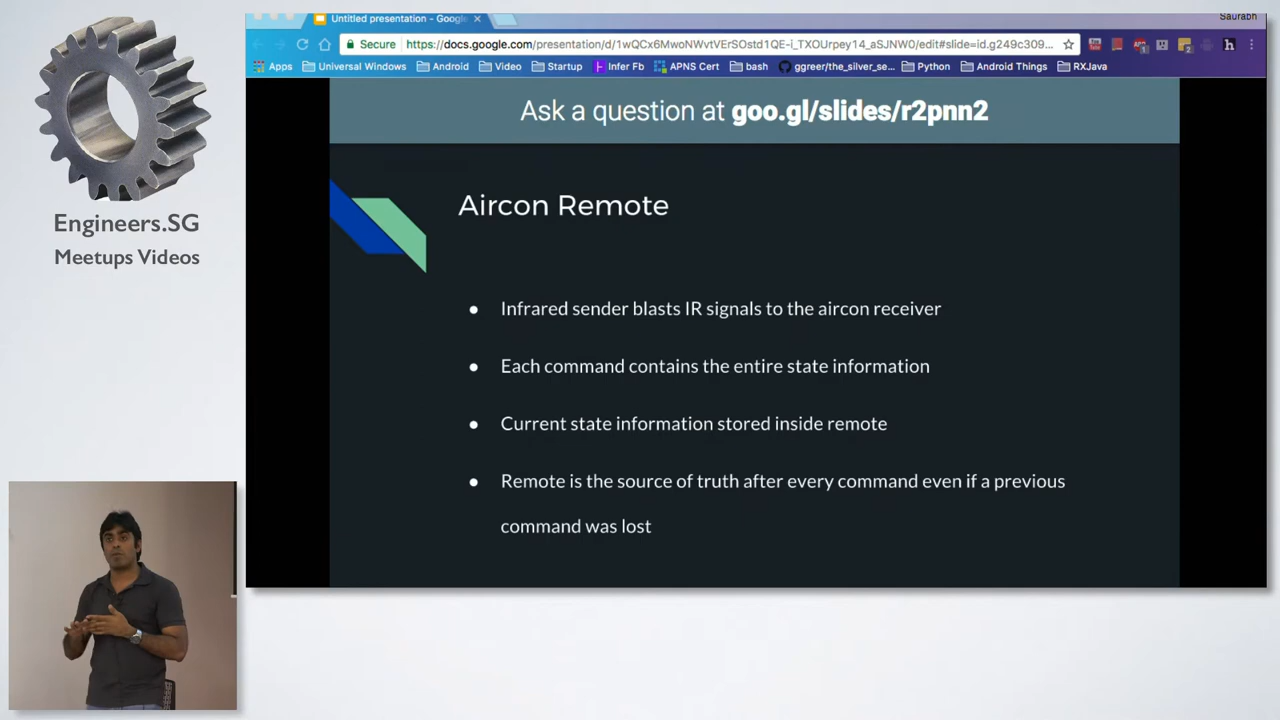 Untitled presentation - Google
Saurabh
Secure
https://docs.google.com/presentation/d/1wQCx6MwoNWvtVErSOstd1QE-i_TXOUrpey14_aSJNW0/edit#slide=id.g249c309...
Apps Universal Windows Android Video Startup Infer Fb APNS Cert bash ggreer/the_silver_se... Python Android Things RXJava
Ask a question at goo.gl/slides/r2pnn2
Engineers.SG
Meetups Videos
Aircon Remote
● Infrared sender blasts IR signals to the aircon receiver
● Each command contains the entire state information
● Current state information stored inside remote
● Remote is the source of truth after every command even if a previous
command was lost